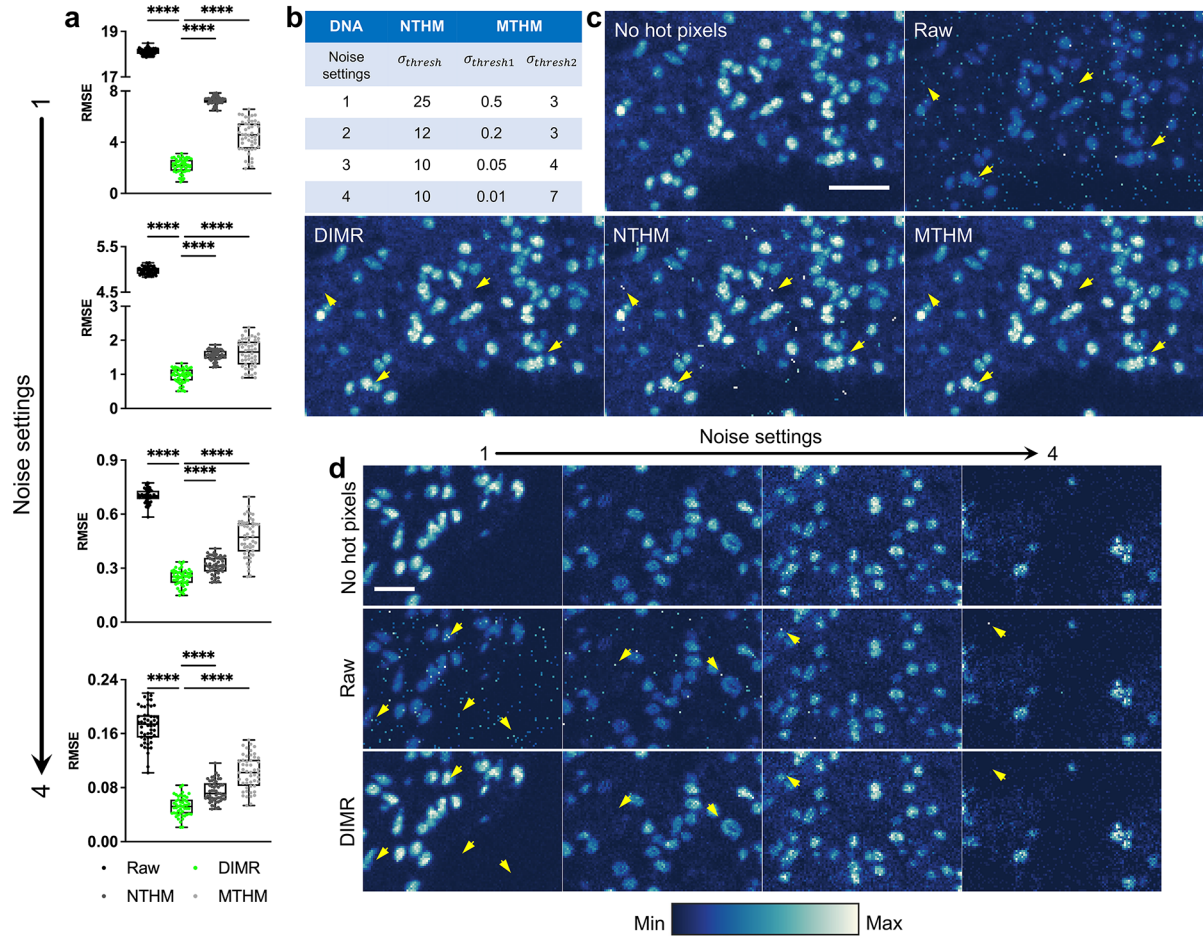 a
Noise settings
1
4
**** ****
****
19
17
8
4
0
RMSE
RMSE
**** ****
****
5.5
4.5
3
2
1
0
RMSE
RMSE
**** ****
****
0.9
0.6
0.3
0.0
RMSE
****
**** ****
0.24
0.16
0.08
0.00
RMSE
Raw DIMR
NTHM MTHM
b
DNA NTHM MTHM
Noise settings σthresh σthresh1 σthresh2
1 25 0.5 3
2 12 0.2 3
3 10 0.05 4
4 10 0.01 7
c
No hot pixels Raw
DIMR NTHM MTHM
d
Noise settings
1 4
No hot pixels
Raw
DIMR
Min Max